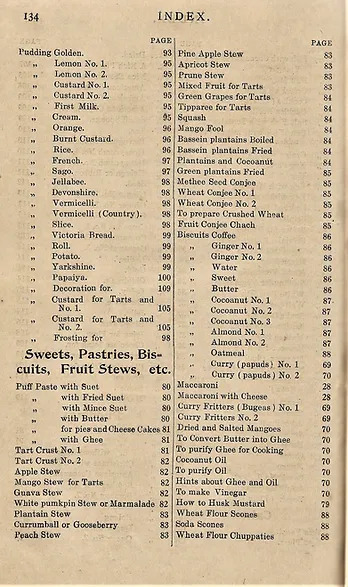 134 INDEX.
PAGE
Pudding Golden. 93
„ Lemon No. 1. 95
„ Lemon No. 2. 95
„ Custard No. 1. 95
„ Custard No. 2. 95
„ First Milk. 95
„ Cream. 95
„ Orange. 96
„ Burnt Custard. 96
„ Rice. 96
„ French. 97
„ Sago. 97
„ Jellabee. 98
„ Devonshire. 98
„ Vermicelli. 98
„ Vermicelli (Country). 98
„ Slice. 98
„ Victoria Bread. 99
„ Roll. 99
„ Potato. 99
„ Yarkshire. 99
„ Papaiya. 100
„ Decoration for. 109
„ Custard for Tarts and
No. 1. 105
„ Custard for Tarts and
No. 2. 105
„ Frosting for 98
Sweets, Pastries, Bis-
cuits, Fruit Stews, etc.
Puff Paste with Suet 80
„ with Fried Suet 80
„ with Mince Suet 80
„ with Butter 80
„ for pies and Cheese Cakes 81
„ with Ghee 81
Tart Crust No. 1 81
Tart Crust No. 2 82
Apple Stew 82
Mango Stew for Tarts 82
Guava Stew 82
White pumkpin Stew or Marmalade 82
Plantain Stew 83
Currumball or Gooseberry 83
Peach Stew 83
PAGE
Pine Apple Stew 83
Apricot Stew 83
Prune Stew 83
Mixed Fruit for Tarts 83
Green Grapes for Tarts 84
Tipparee for Tarts 84
Squash 84
Mango Fool 84
Bassein plantains Boiled 84
Bassein plantains Fried 84
Plantains and Cocoanut 84
Green plantains Fried 85
Methee Seed Conjee 85
Wheat Conjee No. 1 85
Wheat Conjee No. 2 85
To prepare Crushed Wheat 85
Fruit Conjee Chach 85
Biscuits Coffee 86
„ Ginger No. 1 86
„ Ginger No. 2 86
„ Water 86
„ Sweet 86
„ Butter 86
„ Cocoanut No. 1 87
„ Cocoanut No. 2 87
„ Cocoanut No. 3 87
„ Almond No. 1 87
„ Almond No. 2 87
„ Oatmeal 88
„ Curry (papuds) No. 1 69
„ Curry (papuds) No. 2 70
Maccaroni 28
Maccaroni with Cheese 28
Curry Fritters (Bugeas) No. 1 69
Curry Fritters No. 2 69
Dried and Salted Mangoes 70
To Convert Butter into Ghee 70
To purify Ghee for Cooking 70
Cocoanut Oil 70
To purify Oil 70
Hints about Ghee and Oil 70
To make Vinegar 70
How to Husk Mustard 79
Wheat Flour Scones 88
Soda Scones 88
Wheat Flour Chuppaties 88